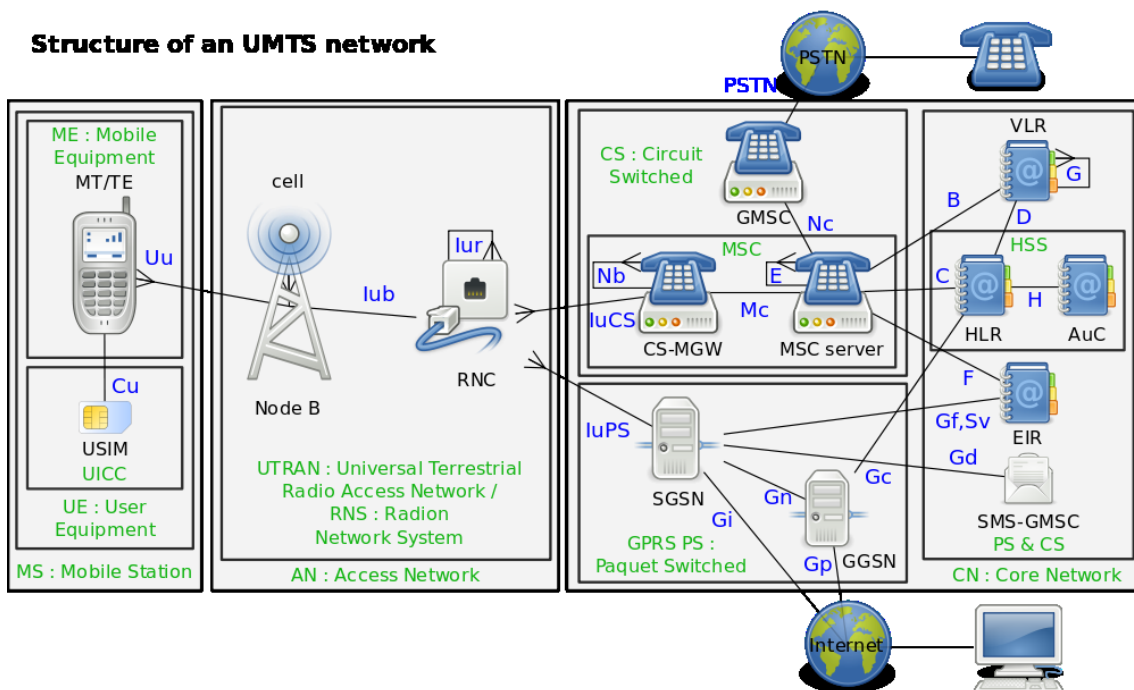 Structure of an UMTS network
PSTN
PSTN
ME : Mobile
Equipment
MT/TE
Uu
Cu
USIM
UICC
UE : User
Equipment
MS : Mobile Station
cell
Iub
Iur
Node B
RNC
UTRAN : Universal Terrestrial
Radio Access Network /
RNS : Radion
Network System
AN : Access Network
CS : Circuit
Switched
GMSC
Nc
MSC
Nb
E
IuCS
Mc
CS-MGW
MSC server
VLR
G
B
D
HSS
C
H
HLR
AuC
F
Gf,Sv
EIR
Gd
SMS-GMSC
PS & CS
CN : Core Network
IuPS
SGSN
Gn
Gc
Gi
GPRS PS :
Paquet Switched
Gp
GGSN
Internet